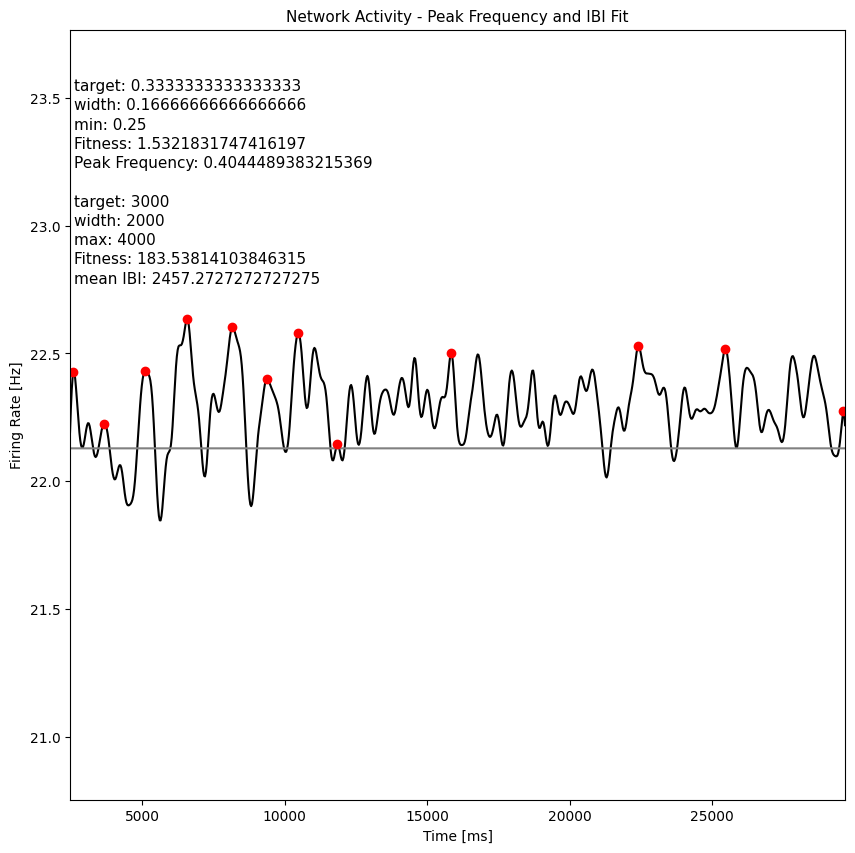 Network Activity - Peak Frequency and IBI Fit
target: 0.3333333333333333
width: 0.16666666666666666
min: 0.25
Fitness: 1.5321831747416197
Peak Frequency: 0.4044489383215369
target: 3000
width: 2000
max: 4000
Fitness: 183.53814103846315
mean IBI: 2457.2727272727275
Firing Rate [Hz]
23.5
23.0
22.5
22.0
21.5
21.0
5000
10000
15000
20000
25000
Time [ms]